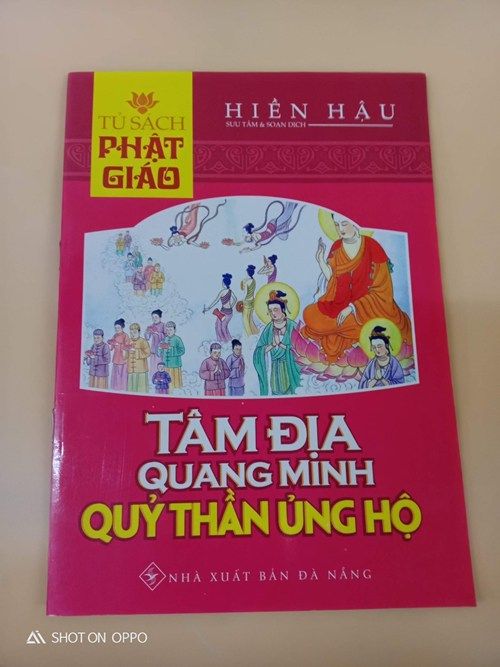 TỦ SÁCH
PHẬT
GIÁO
HIỀN HẬU
SƯU TẦM & SOẠN DỊCH
TÂM ĐỊA
QUANG MINH
QUỶ THẦN ỦNG HỘ
NHÀ XUẤT BẢN ĐÀ NẴNG
SHOT ON OPPO